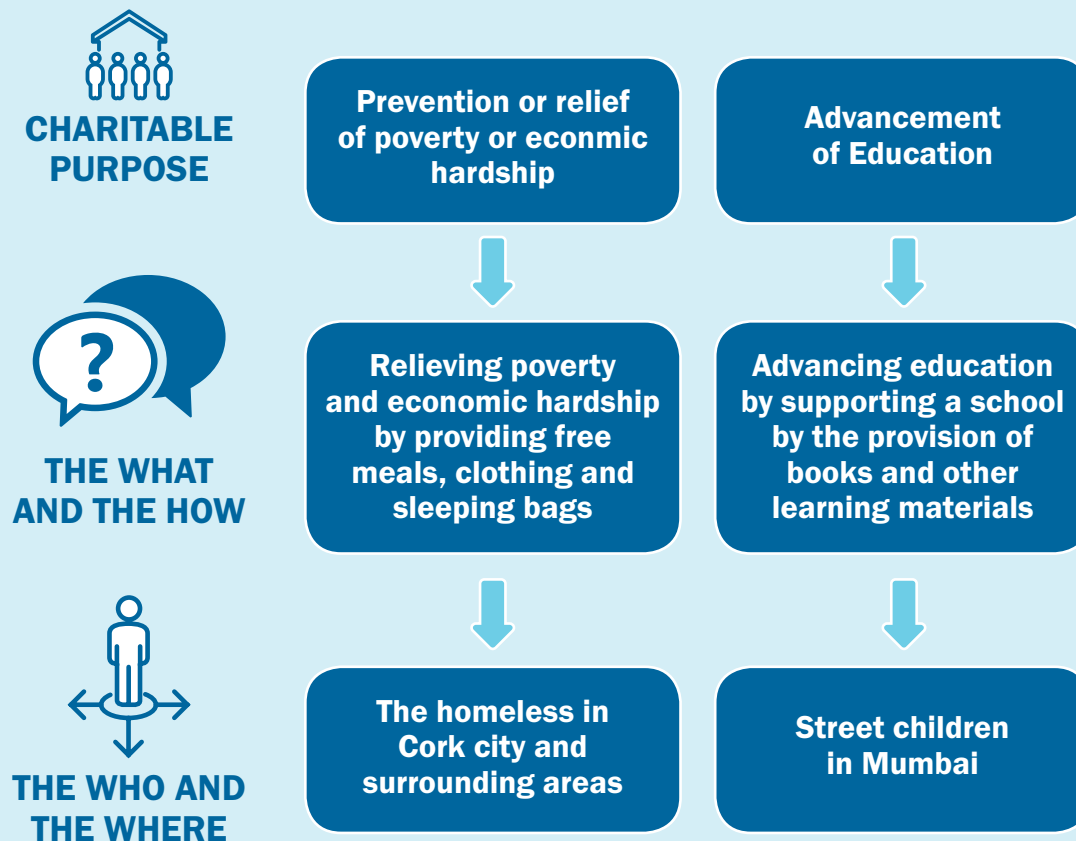 CHARITABLE
PURPOSE
Prevention or relief
of poverty or econmic
hardship
Advancement
of Education
?
THE WHAT
AND THE HOW
Relieving poverty
and economic hardship
by providing free
meals, clothing and
sleeping bags
Advancing education
by supporting a school
by the provision of
books and other
learning materials
THE WHO AND
THE WHERE
The homeless in
Cork city and
surrounding areas
Street children
in Mumbai